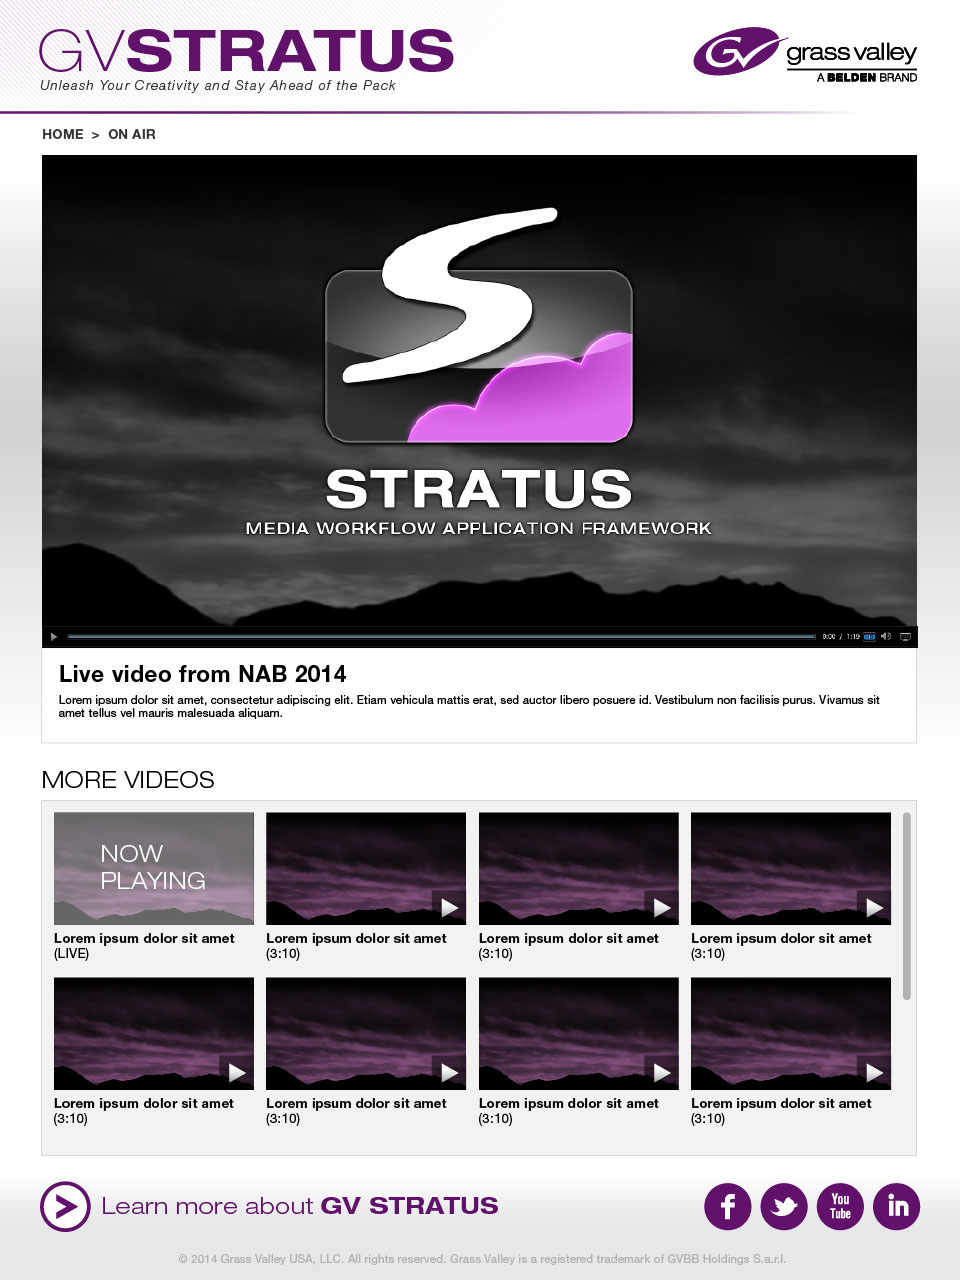 GVSTRATUS
Unleash Your Creativity and Stay Ahead of the Pack
GV grass valley
A BELDEN BRAND
HOME > ON AIR
S
STRATUS
MEDIA WORKFLOW APPLICATION FRAMEWORK
0:00 / 1:19
Live video from NAB 2014
Lorem ipsum dolor sit amet, consectetur adipiscing elit. Etiam vehicula mattis erat, sed auctor libero posuere id. Vestibulum non facilisis purus. Vivamus sit
amet tellus vel mauris malesuada aliquam.
MORE VIDEOS
NOW
PLAYING
Lorem ipsum dolor sit amet
(LIVE)
Lorem ipsum dolor sit amet
(3:10)
Lorem ipsum dolor sit amet
(3:10)
Lorem ipsum dolor sit amet
(3:10)
Lorem ipsum dolor sit amet
(3:10)
Lorem ipsum dolor sit amet
(3:10)
Lorem ipsum dolor sit amet
(3:10)
Lorem ipsum dolor sit amet
(3:10)
Learn more about GV STRATUS
f
You
Tube
in
© 2014 Grass Valley USA, LLC. All rights reserved. Grass Valley is a registered trademark of GVBB Holdings S.a.r.l.